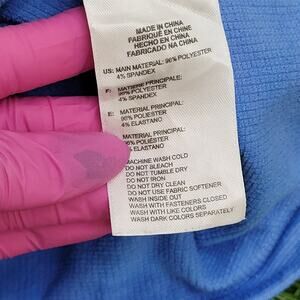 MADE IN CHINA
FABRIQUÉ EN CHINE
HECHO EN CHINA
FABRICADO NA CHINA
US: MAIN MATERIAL: 96% POLYESTER
4% SPANDEX
F: MATIÈRE PRINCIPALE:
96% POLYESTER
4% SPANDEX
E: MATERIAL PRINCIPAL:
96% POLIÉSTER
4% ELASTANO
MATERIAL PRINCIPAL:
POLIÉSTER
ELASTANO
MACHINE WASH COLD
DO NOT BLEACH
DO NOT TUMBLE DRY
DO NOT IRON
DO NOT DRY CLEAN
DO NOT USE FABRIC SOFTENER
WASH INSIDE OUT
WASH WITH FASTENERS CLOSED
WASH WITH LIKE COLORS
WASH DARK COLORS SEPARATELY